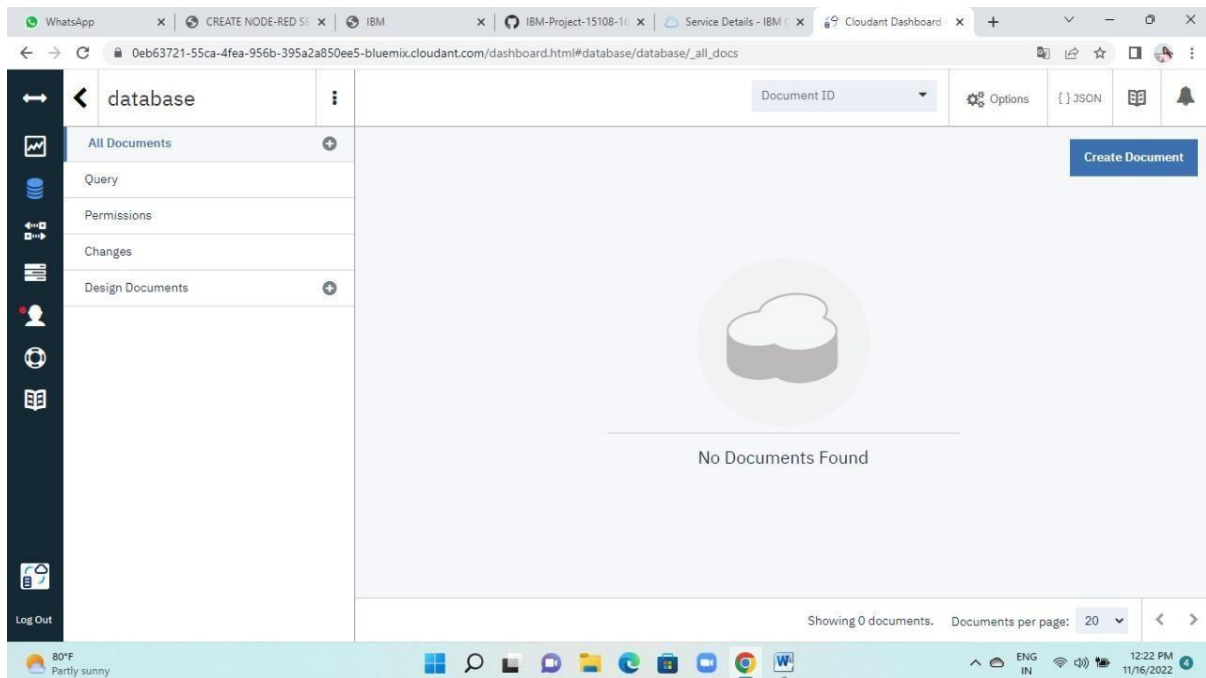 WhatsApp
CREATE NODE-RED SE
IBM
IBM-Project-15108-16
Service Details - IBM C
Cloudant Dashboard
0eb63721-55ca-4fea-956b-395a2a850ee5-bluemix.cloudant.com/dashboard.html#database/database/_all_docs
database
Document ID
Options
{ } JSON
All Documents
Create Document
Query
Permissions
Changes
Design Documents
No Documents Found
Log Out
Showing 0 documents.
Documents per page: 20
80°F
Partly sunny
ENG
IN
12:22 PM
11/16/2022
4